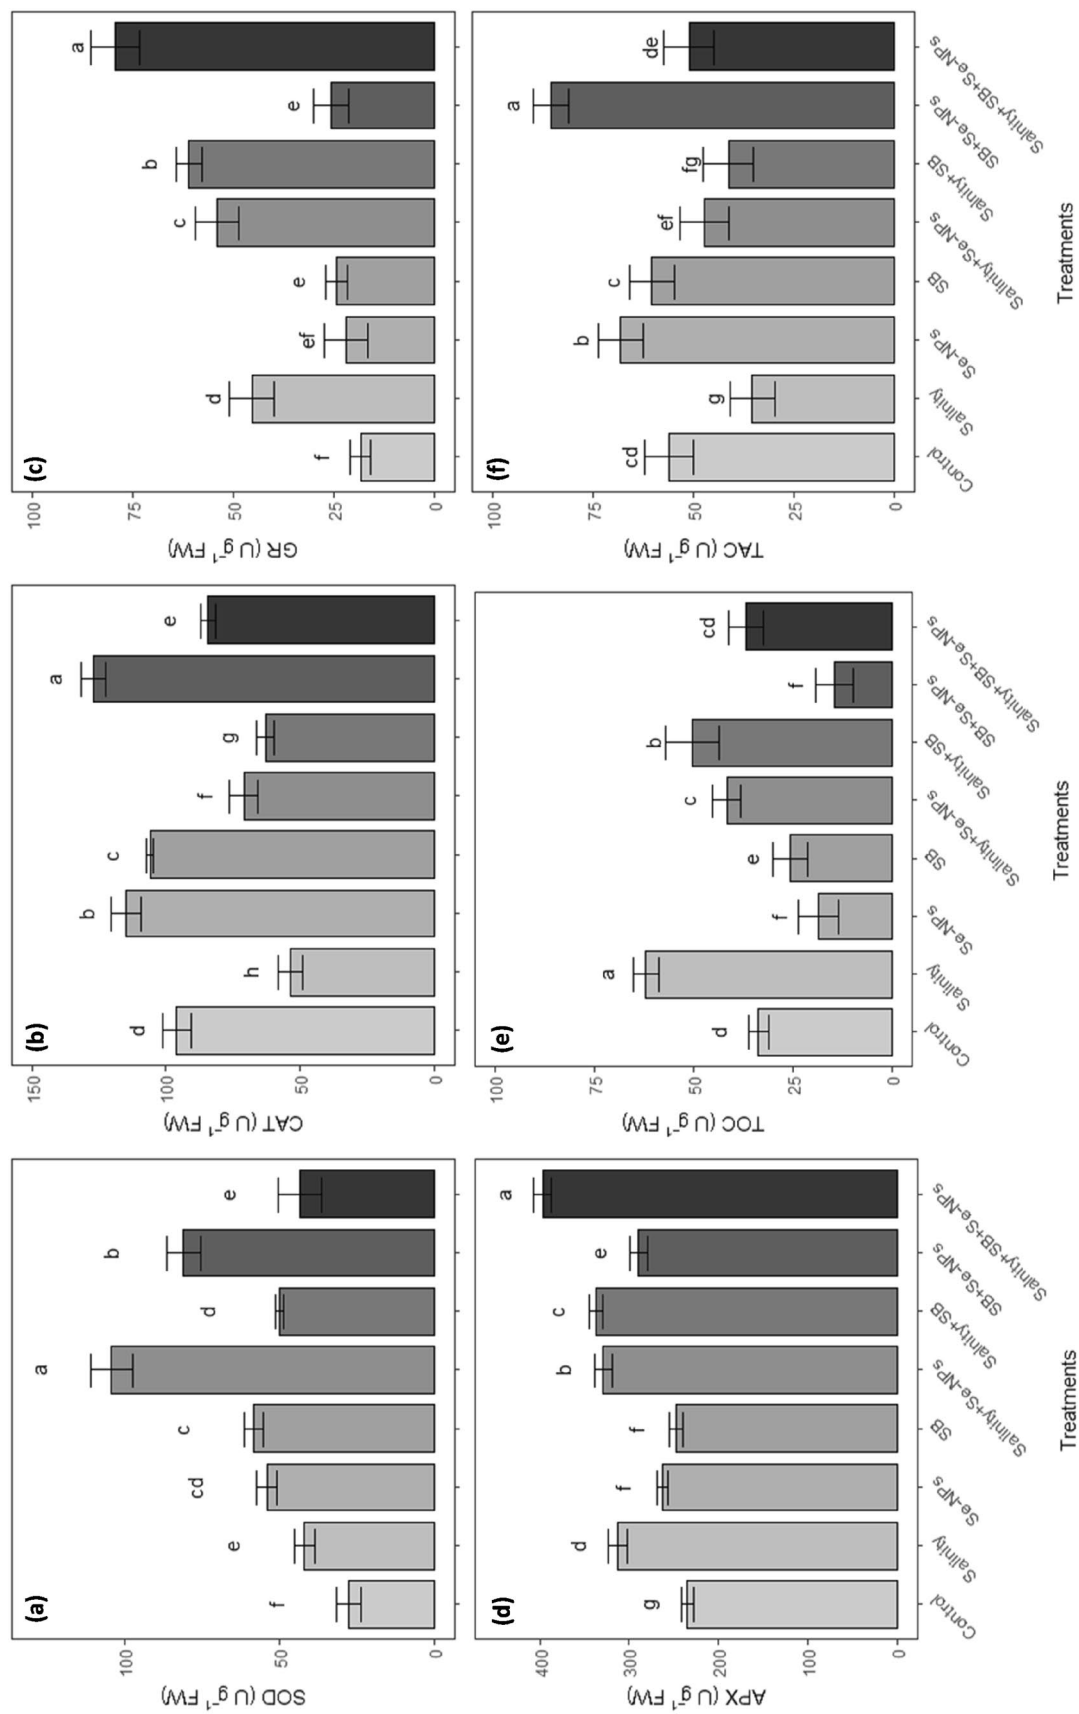 (a)
SOD (U g⁻¹ FW)
100
50
0
f
e
cd
c
a
d
b
e
(b)
CAT (U g⁻¹ FW)
150
100
50
0
d
h
b
c
f
g
a
e
(c)
GR (U g⁻¹ FW)
100
75
50
25
0
f
d
ef
e
c
b
e
a
(d)
APX (U g⁻¹ FW)
400
300
200
100
0
g
d
f
f
b
c
e
a
Control
Salinity
Se-NPs
SB
Salinity+Se-NPs
Salinity+SB
SB+Se-NPs
Salinity+SB+Se-NPs
Treatments
(e)
TOC (U g⁻¹ FW)
100
75
50
25
0
d
a
f
e
c
b
f
cd
Control
Salinity
Se-NPs
SB
Salinity+Se-NPs
Salinity+SB
SB+Se-NPs
Salinity+SB+Se-NPs
Treatments
(f)
TAC (U g⁻¹ FW)
100
75
50
25
0
cd
g
b
c
ef
fg
a
de
Control
Salinity
Se-NPs
SB
Salinity+Se-NPs
Salinity+SB
SB+Se-NPs
Salinity+SB+Se-NPs
Treatments